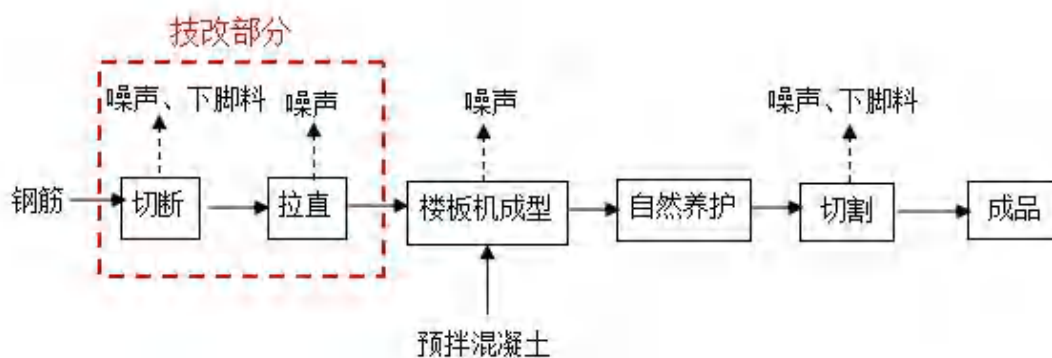 技改部分
噪声、下脚料 噪声 噪声 噪声、下脚料
钢筋 切断 拉直 楼板机成型 自然养护 切割 成品
预拌混凝土